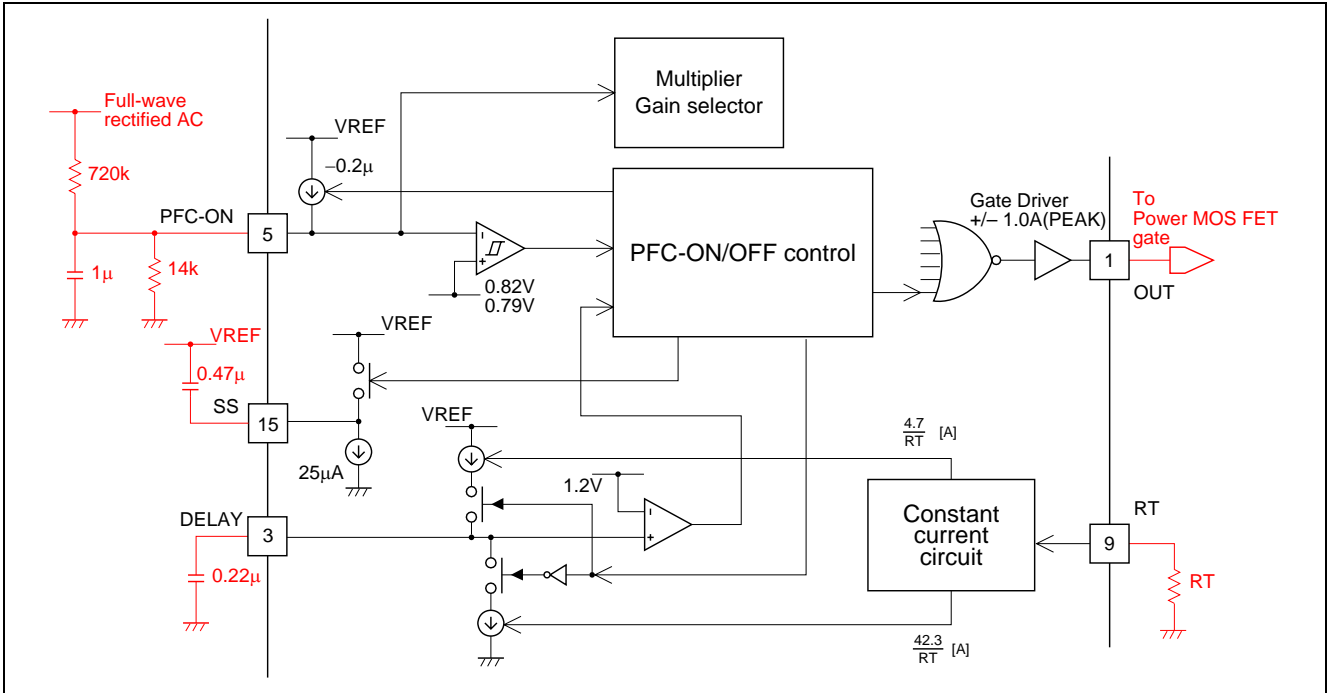 Full-wave
rectified AC
720k
1μ
14k
PFC-ON
5
VREF
–0.2μ
Multiplier
Gain selector
0.82V
0.79V
PFC-ON/OFF control
Gate Driver
+/– 1.0A(PEAK)
1
OUT
To
Power MOS FET
gate
VREF
0.47μ
SS
15
VREF
25μA
DELAY
3
0.22μ
VREF
1.2V
4.7
RT [A]
Constant
current
circuit
42.3
RT [A]
RT
9
RT